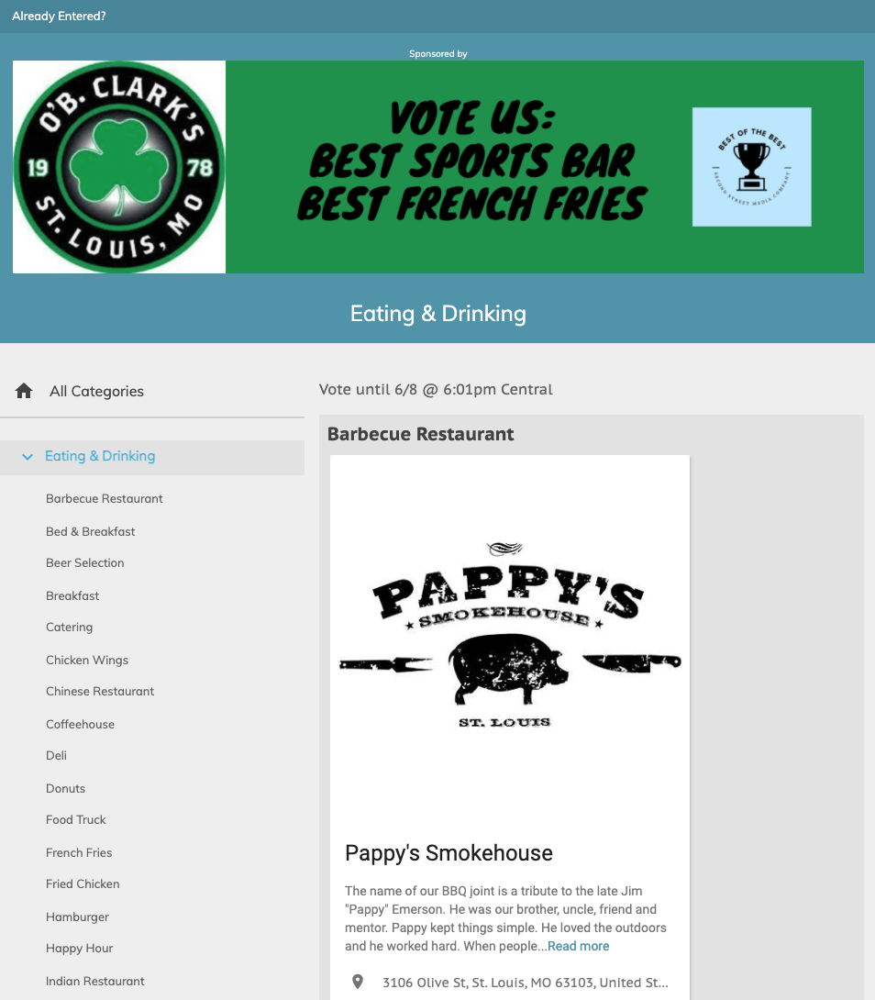 Already Entered?
Sponsored by
O'B. CLARK'S
19 78
ST. LOUIS, MO
VOTE US:
BEST SPORTS BAR
BEST FRENCH FRIES
BEST OF THE BEST
SECOND STREET MEDIA COMPANY
Eating & Drinking
All Categories
Eating & Drinking
Barbecue Restaurant
Bed & Breakfast
Beer Selection
Breakfast
Catering
Chicken Wings
Chinese Restaurant
Coffeehouse
Deli
Donuts
Food Truck
French Fries
Fried Chicken
Hamburger
Happy Hour
Indian Restaurant
Vote until 6/8 @ 6:01pm Central
Barbecue Restaurant
PAPPY'S
SMOKEHOUSE
ST. LOUIS
Pappy's Smokehouse
The name of our BBQ joint is a tribute to the late Jim
"Pappy" Emerson. He was our brother, uncle, friend and
mentor. Pappy kept things simple. He loved the outdoors
and he worked hard. When people...Read more
3106 Olive St, St. Louis, MO 63103, United St...